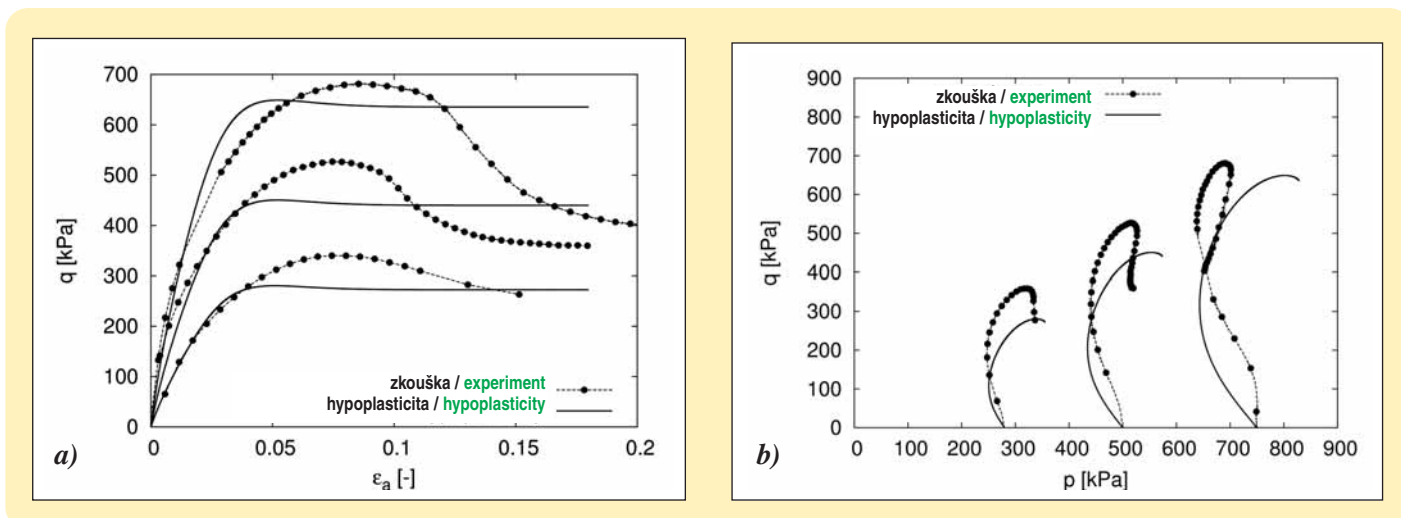 700
600
500
400
300
200
100
0
q [kPa]
zkouška / experiment
hypoplasticita / hypoplasticity
0 0.05 0.1 0.15 0.2
εa [-]
a)
900
800
700
600
500
400
300
200
100
0
q [kPa]
zkouška / experiment
hypoplasticita / hypoplasticity
0 100 200 300 400 500 600 700 800 900
p [kPa]
b)